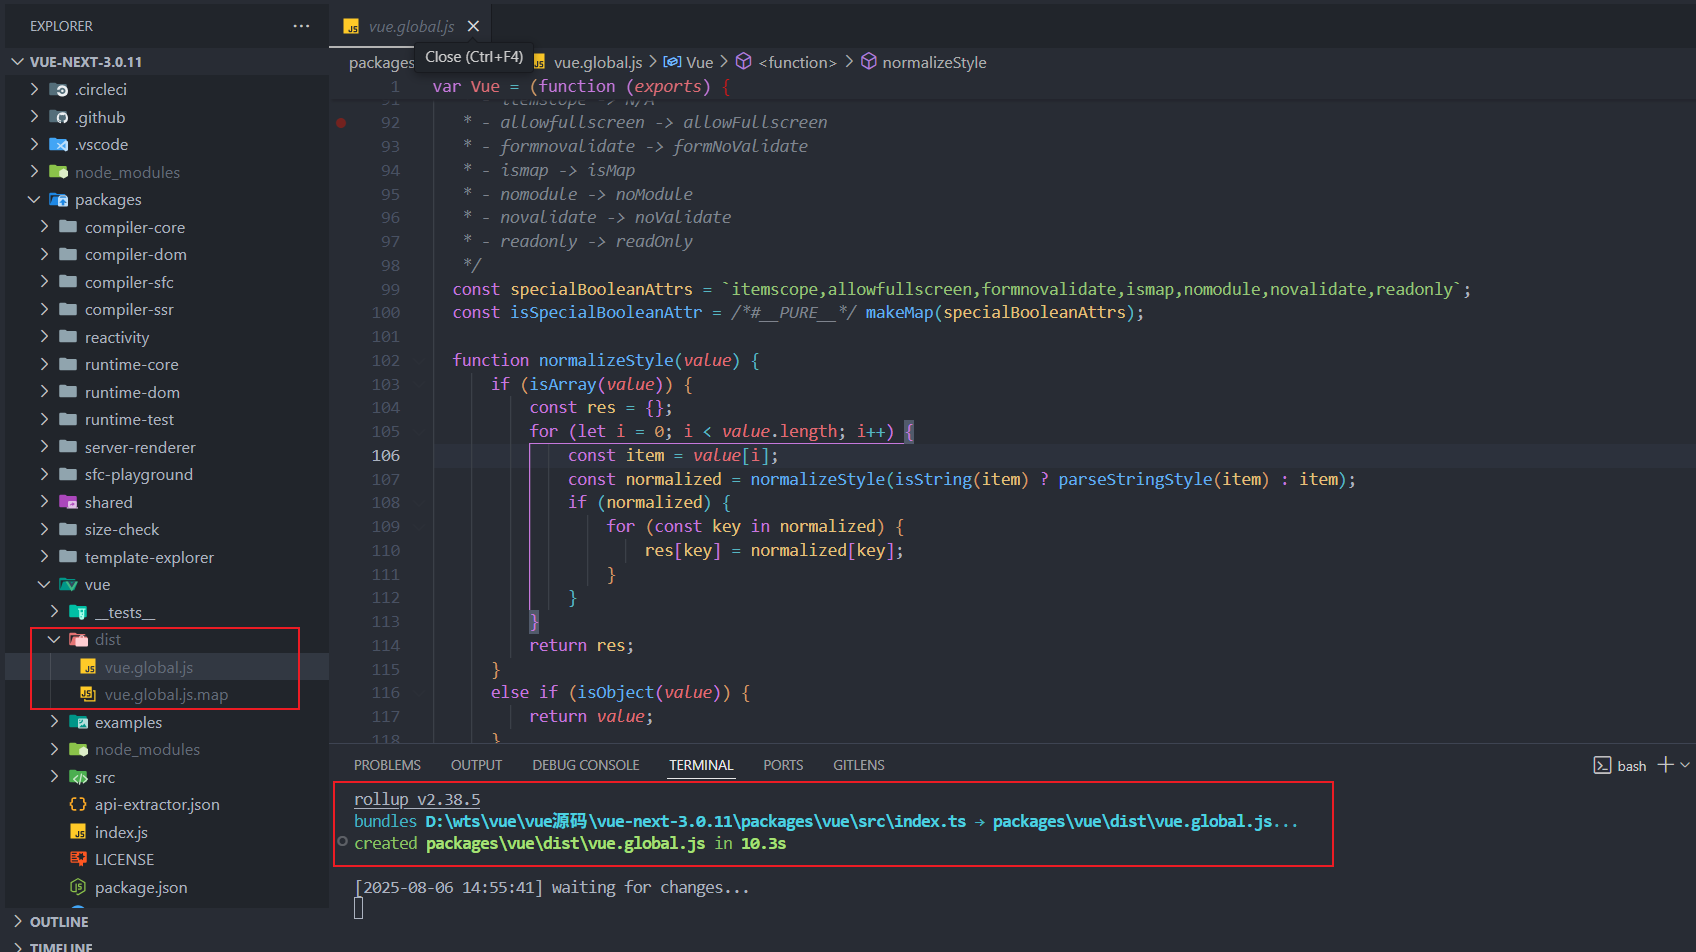 EXPLORER
VUE-NEXT-3.0.11
.circleci
.github
.vscode
node_modules
packages
compiler-core
compiler-dom
compiler-sfc
compiler-ssr
reactivity
runtime-core
runtime-dom
runtime-test
server-renderer
sfc-playground
shared
size-check
template-explorer
vue
__tests__
dist
vue.global.js
vue.global.js.map
examples
node_modules
src
api-extractor.json
index.js
LICENSE
package.json
OUTLINE
TIMELINE
vue.global.js
Close (Ctrl+F4)
packages
vue.global.js > Vue > <function> > normalizeStyle
1 var Vue = (function (exports) {
91 * - itemscope -> N/A
92 * - allowfullscreen -> allowFullscreen
93 * - formnovalidate -> formNoValidate
94 * - ismap -> isMap
95 * - nomodule -> noModule
96 * - novalidate -> noValidate
97 * - readonly -> readOnly
98 */
99 const specialBooleanAttrs = `itemscope,allowfullscreen,formnovalidate,ismap,nomodule,novalidate,readonly`;
100 const isSpecialBooleanAttr = /*#__PURE__*/ makeMap(specialBooleanAttrs);
101
102 function normalizeStyle(value) {
103 if (isArray(value)) {
104 const res = {};
105 for (let i = 0; i < value.length; i++) {
106 const item = value[i];
107 const normalized = normalizeStyle(isString(item) ? parseStringStyle(item) : item);
108 if (normalized) {
109 for (const key in normalized) {
110 res[key] = normalized[key];
111 }
112 }
113 }
114 return res;
115 }
116 else if (isObject(value)) {
117 return value;
118 }
PROBLEMS OUTPUT DEBUG CONSOLE TERMINAL PORTS GITLENS
bash
rollup v2.38.5
bundles D:\wts\vue\vue源码\vue-next-3.0.11\packages\vue\src\index.ts → packages\vue\dist\vue.global.js...
created packages\vue\dist\vue.global.js in 10.3s
[2025-08-06 14:55:41] waiting for changes...